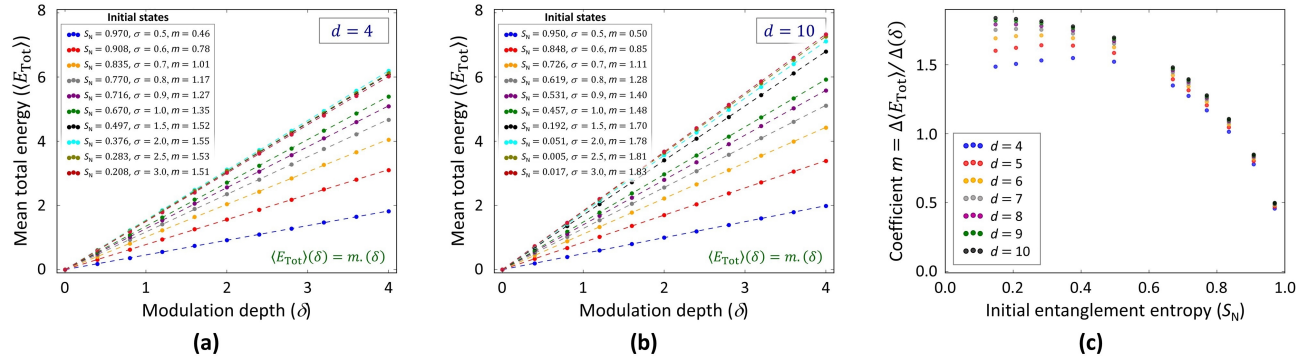 (a)
Initial states
S_N = 0.970, σ = 0.5, m = 0.46
S_N = 0.908, σ = 0.6, m = 0.78
S_N = 0.835, σ = 0.7, m = 1.01
S_N = 0.770, σ = 0.8, m = 1.17
S_N = 0.716, σ = 0.9, m = 1.27
S_N = 0.670, σ = 1.0, m = 1.35
S_N = 0.497, σ = 1.5, m = 1.52
S_N = 0.376, σ = 2.0, m = 1.55
S_N = 0.283, σ = 2.5, m = 1.53
S_N = 0.208, σ = 3.0, m = 1.51
d = 4
⟨E_Tot⟩(δ) = m.(δ)
Mean total energy (⟨E_Tot⟩)
8
6
4
2
0
0 1 2 3 4
Modulation depth (δ)
(a)
Initial states
S_N = 0.950, σ = 0.5, m = 0.50
S_N = 0.848, σ = 0.6, m = 0.85
S_N = 0.726, σ = 0.7, m = 1.11
S_N = 0.619, σ = 0.8, m = 1.28
S_N = 0.531, σ = 0.9, m = 1.40
S_N = 0.457, σ = 1.0, m = 1.48
S_N = 0.192, σ = 1.5, m = 1.70
S_N = 0.051, σ = 2.0, m = 1.78
S_N = 0.005, σ = 2.5, m = 1.81
S_N = 0.017, σ = 3.0, m = 1.83
d = 10
⟨E_Tot⟩(δ) = m.(δ)
Mean total energy (⟨E_Tot⟩)
8
6
4
2
0
0 1 2 3 4
Modulation depth (δ)
(b)
Coefficient m = Δ⟨E_Tot⟩/Δ(δ)
1.5
1.0
0.5
0.0
d = 4
d = 5
d = 6
d = 7
d = 8
d = 9
d = 10
0.0 0.2 0.4 0.6 0.8 1.0
Initial entanglement entropy (S_N)
(c)